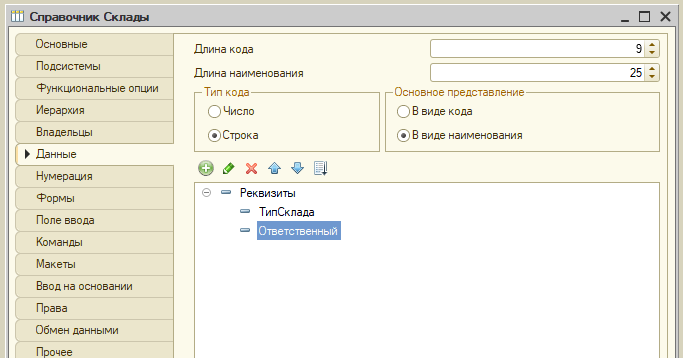 Справочник Склады
Основные
Подсистемы
Функциональные опции
Иерархия
Владельцы
Данные
Нумерация
Формы
Поле ввода
Команды
Макеты
Ввод на основании
Права
Обмен данными
Прочее
Длина кода 9
Длина наименования 25
Тип кода
Число
Строка
Основное представление
В виде кода
В виде наименования
Реквизиты
ТипСклада
Ответственный